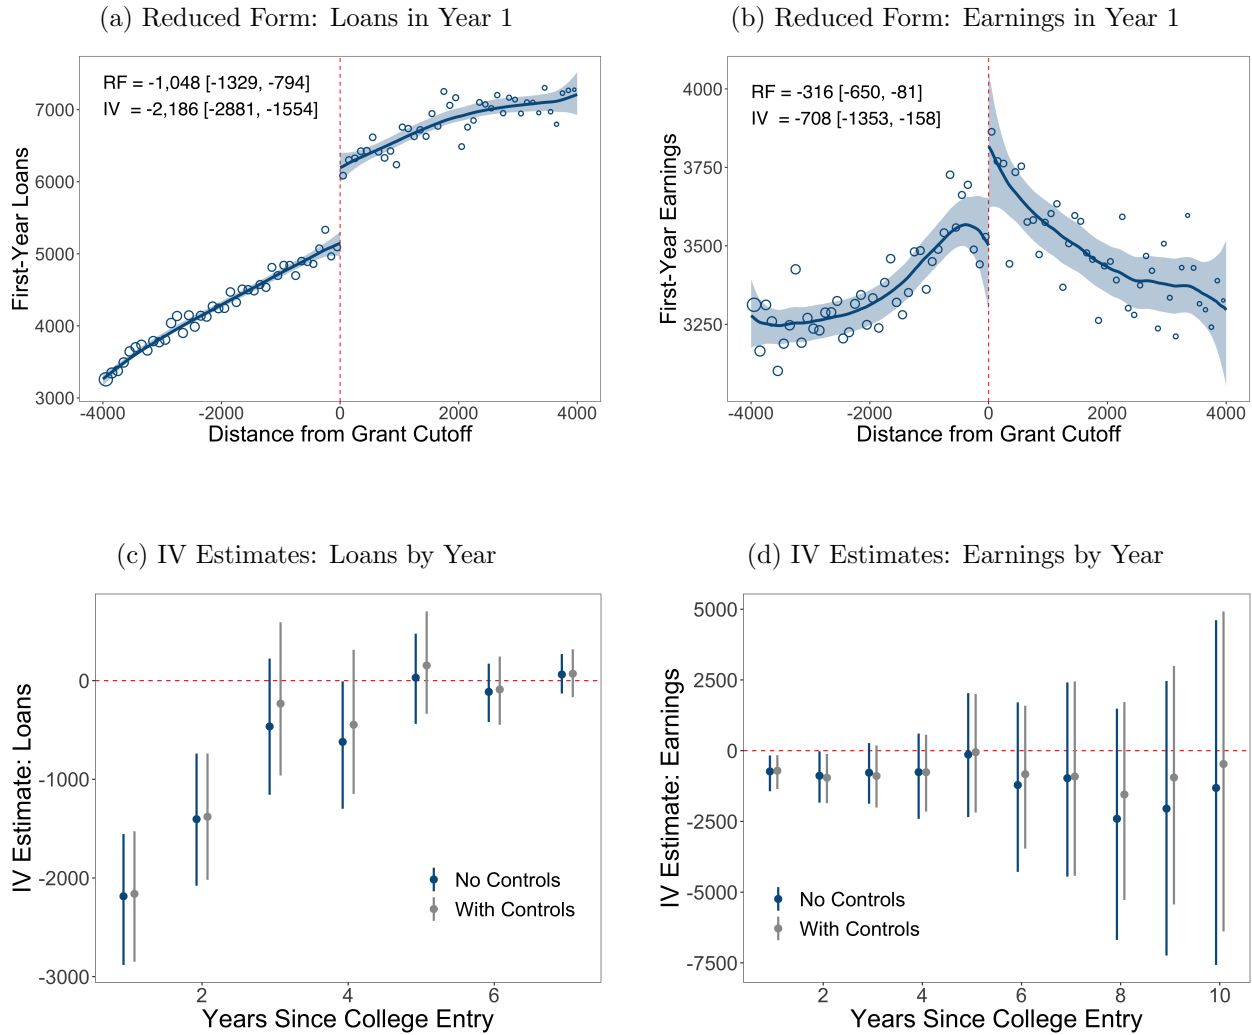 (a) Reduced Form: Loans in Year 1
RF = -1,048 [-1329, -794]
IV = -2,186 [-2881, -1554]
First-Year Loans
7000
6000
5000
4000
3000
-4000 -2000 0 2000 4000
Distance from Grant Cutoff
(b) Reduced Form: Earnings in Year 1
RF = -316 [-650, -81]
IV = -708 [-1353, -158]
First-Year Earnings
4000
3750
3500
3250
-4000 -2000 0 2000 4000
Distance from Grant Cutoff
(c) IV Estimates: Loans by Year
IV Estimate: Loans
0
-1000
-2000
-3000
No Controls
With Controls
2 4 6
Years Since College Entry
(d) IV Estimates: Earnings by Year
IV Estimate: Earnings
5000
2500
0
-2500
-5000
-7500
No Controls
With Controls
2 4 6 8 10
Years Since College Entry